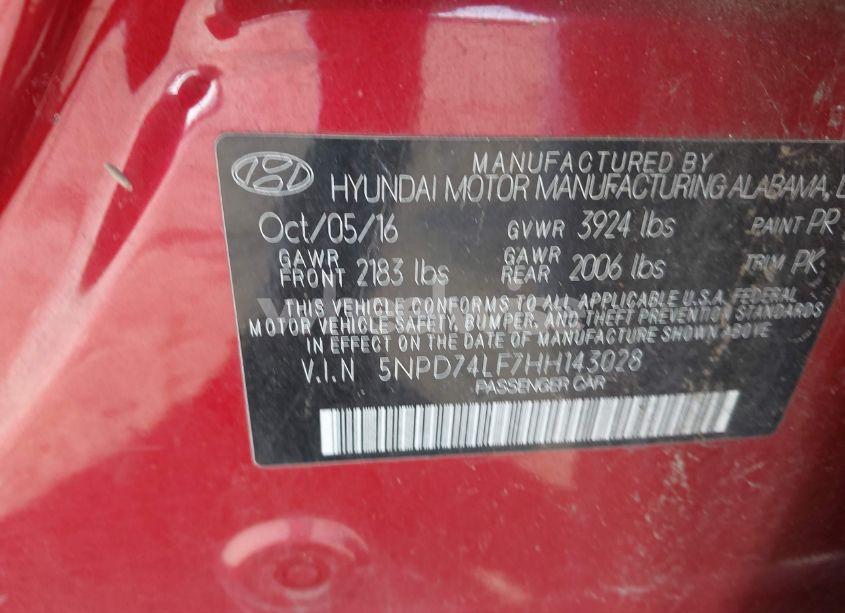 MANUFACTURED BY
HYUNDAI MOTOR MANUFACTURING ALABAMA,
Oct/05/16 GVWR 3924 lbs PAINT PR
GAWR FRONT 2183 lbs GAWR REAR 2006 lbs TRIM PK
THIS VEHICLE CONFORMS TO ALL APPLICABLE U.S.A. FEDERAL
MOTOR VEHICLE SAFETY, BUMPER, AND THEFT PREVENTION STANDARDS
IN EFFECT ON THE DATE OF MANUFACTURE SHOWN ABOVE.
V.I.N 5NPD74LF7HH143028
PASSENGER CAR